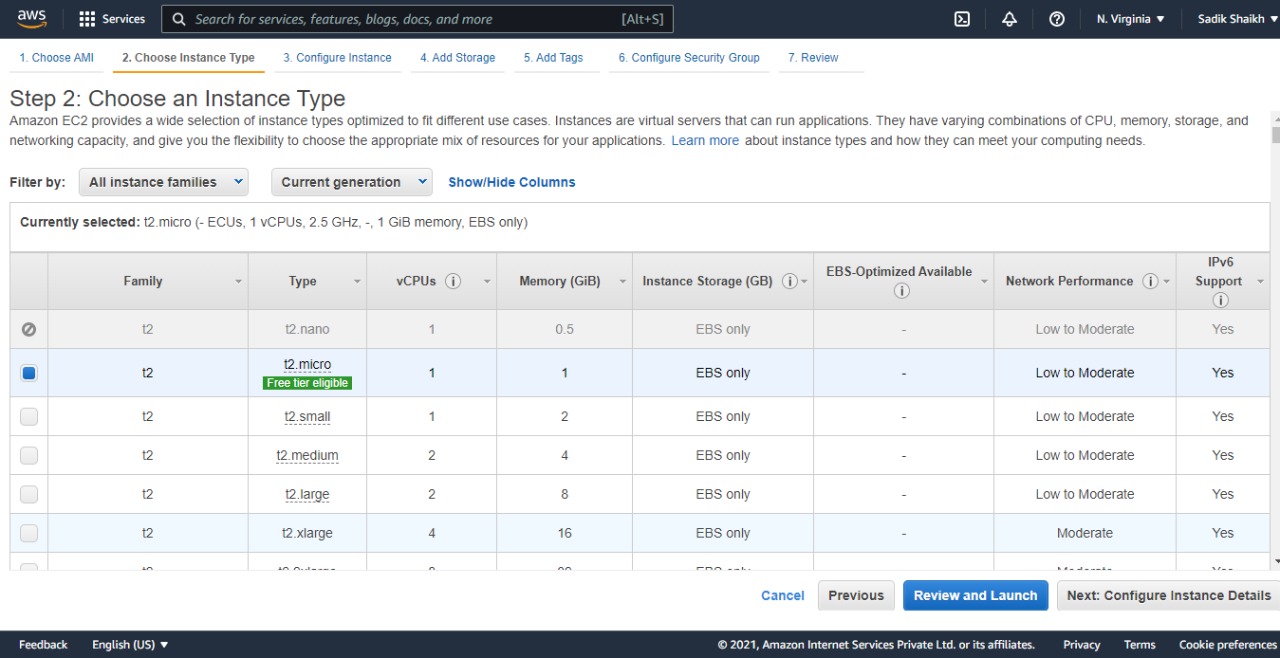 aws Services Search for services, features, blogs, docs, and more [Alt+S] N. Virginia Sadik Shaikh
1. Choose AMI 2. Choose Instance Type 3. Configure Instance 4. Add Storage 5. Add Tags 6. Configure Security Group 7. Review
Step 2: Choose an Instance Type
Amazon EC2 provides a wide selection of instance types optimized to fit different use cases. Instances are virtual servers that can run applications. They have varying combinations of CPU, memory, storage, and
networking capacity, and give you the flexibility to choose the appropriate mix of resources for your applications. Learn more about instance types and how they can meet your computing needs.
Filter by: All instance families Current generation Show/Hide Columns
Currently selected: t2.micro (- ECUs, 1 vCPUs, 2.5 GHz, -, 1 GiB memory, EBS only)
Family Type vCPUs Memory (GiB) Instance Storage (GB) EBS-Optimized Available Network Performance IPv6 Support
t2 t2.nano 1 0.5 EBS only - Low to Moderate Yes
t2 t2.micro Free tier eligible 1 1 EBS only - Low to Moderate Yes
t2 t2.small 1 2 EBS only - Low to Moderate Yes
t2 t2.medium 2 4 EBS only - Low to Moderate Yes
t2 t2.large 2 8 EBS only - Low to Moderate Yes
t2 t2.xlarge 4 16 EBS only - Moderate Yes
Cancel Previous Review and Launch Next: Configure Instance Details
Feedback English (US) © 2021, Amazon Internet Services Private Ltd. or its affiliates. Privacy Terms Cookie preferences